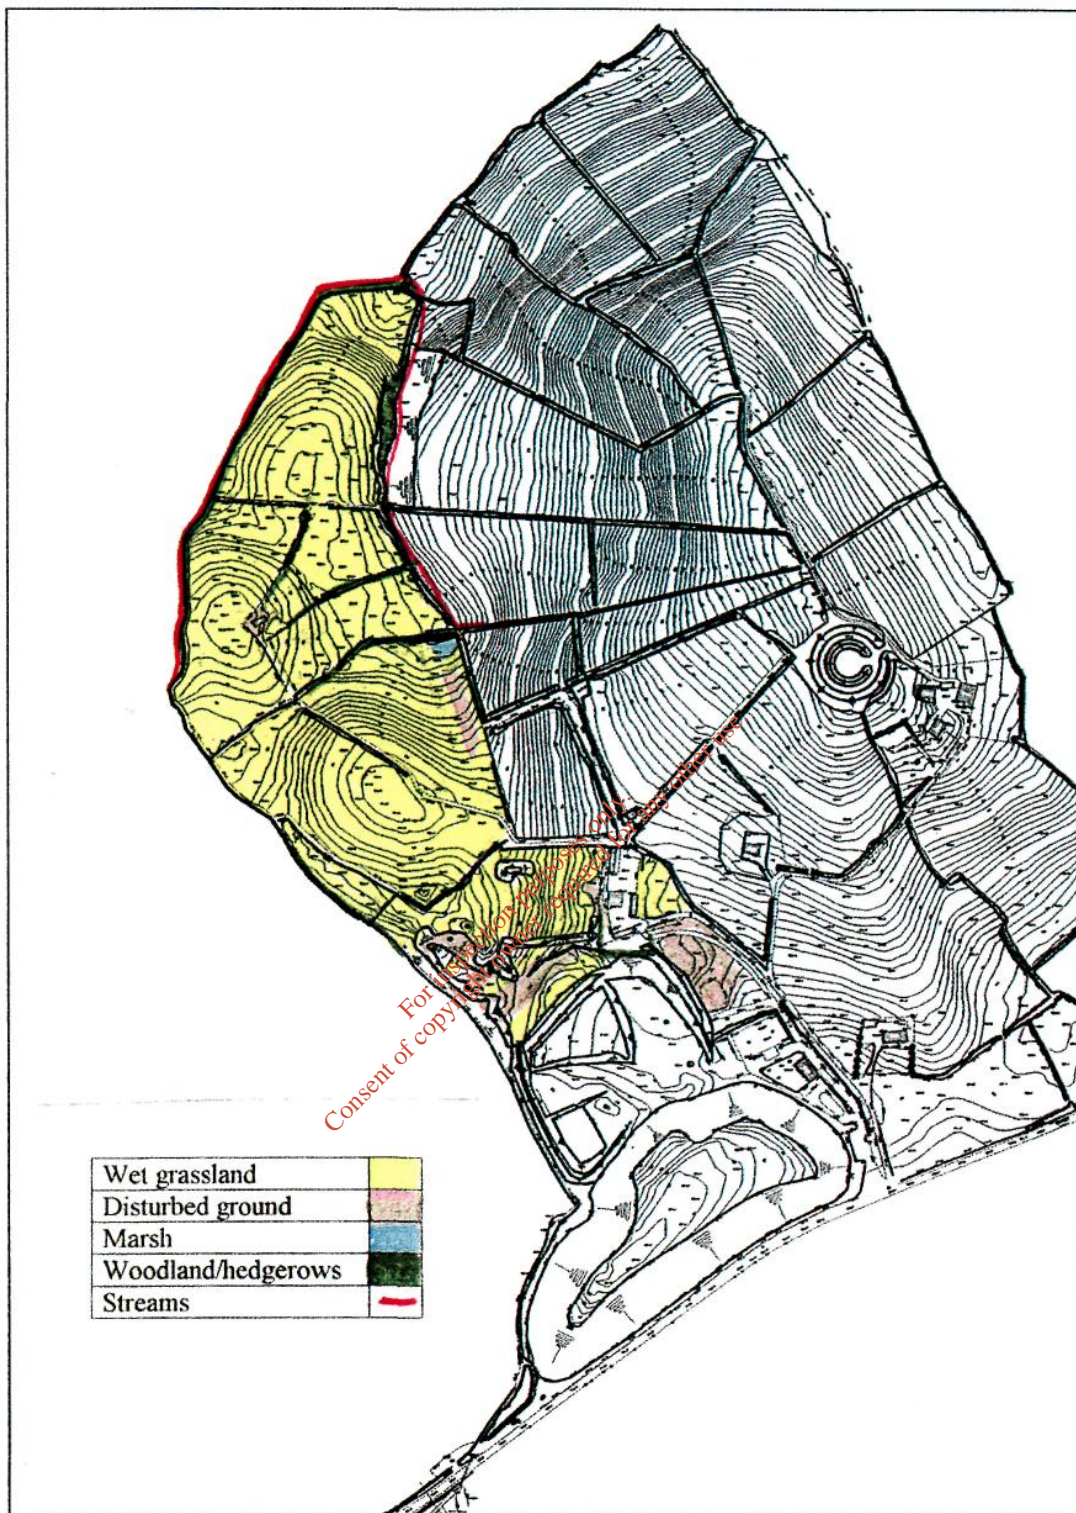 For inspection purposes only.
Consent of copyright owner required for any other use.
Wet grassland
Disturbed ground
Marsh
Woodland/hedgerows
Streams